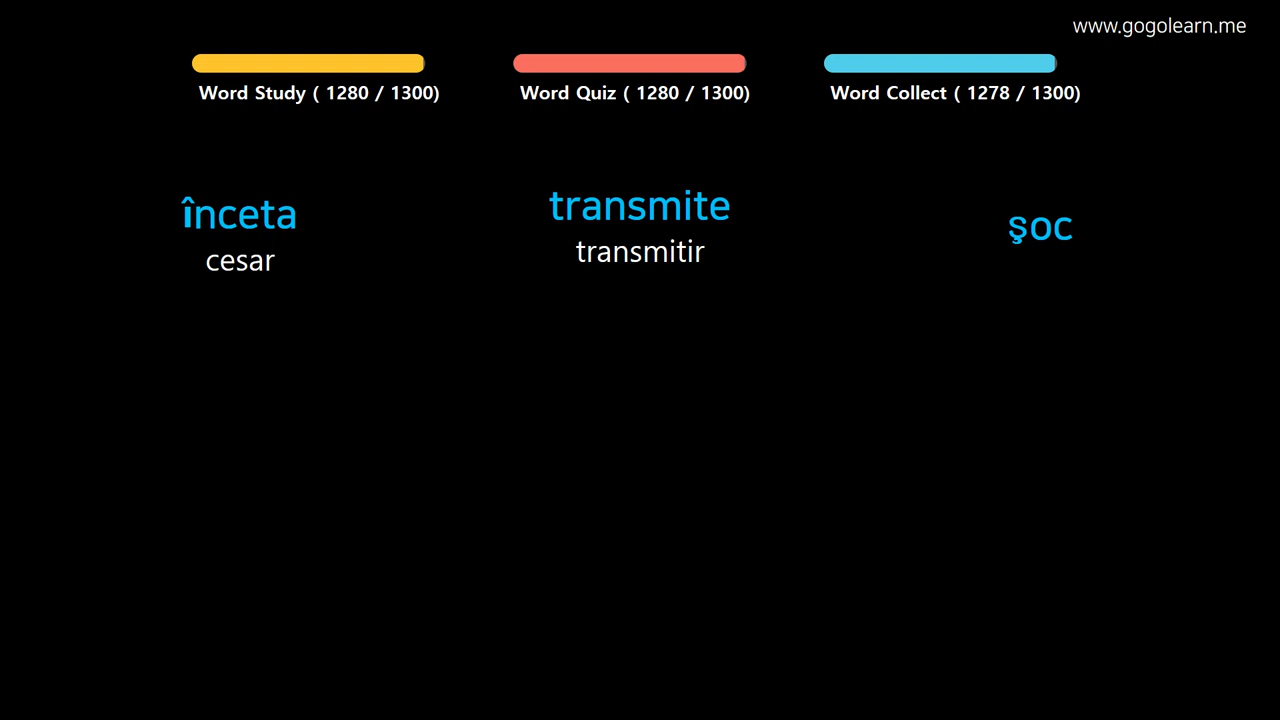 www.gogolearn.me
Word Study ( 1280 / 1300)
Word Quiz ( 1280 / 1300)
Word Collect ( 1278 / 1300)
înceta
cesar
transmite
transmitir
şoc